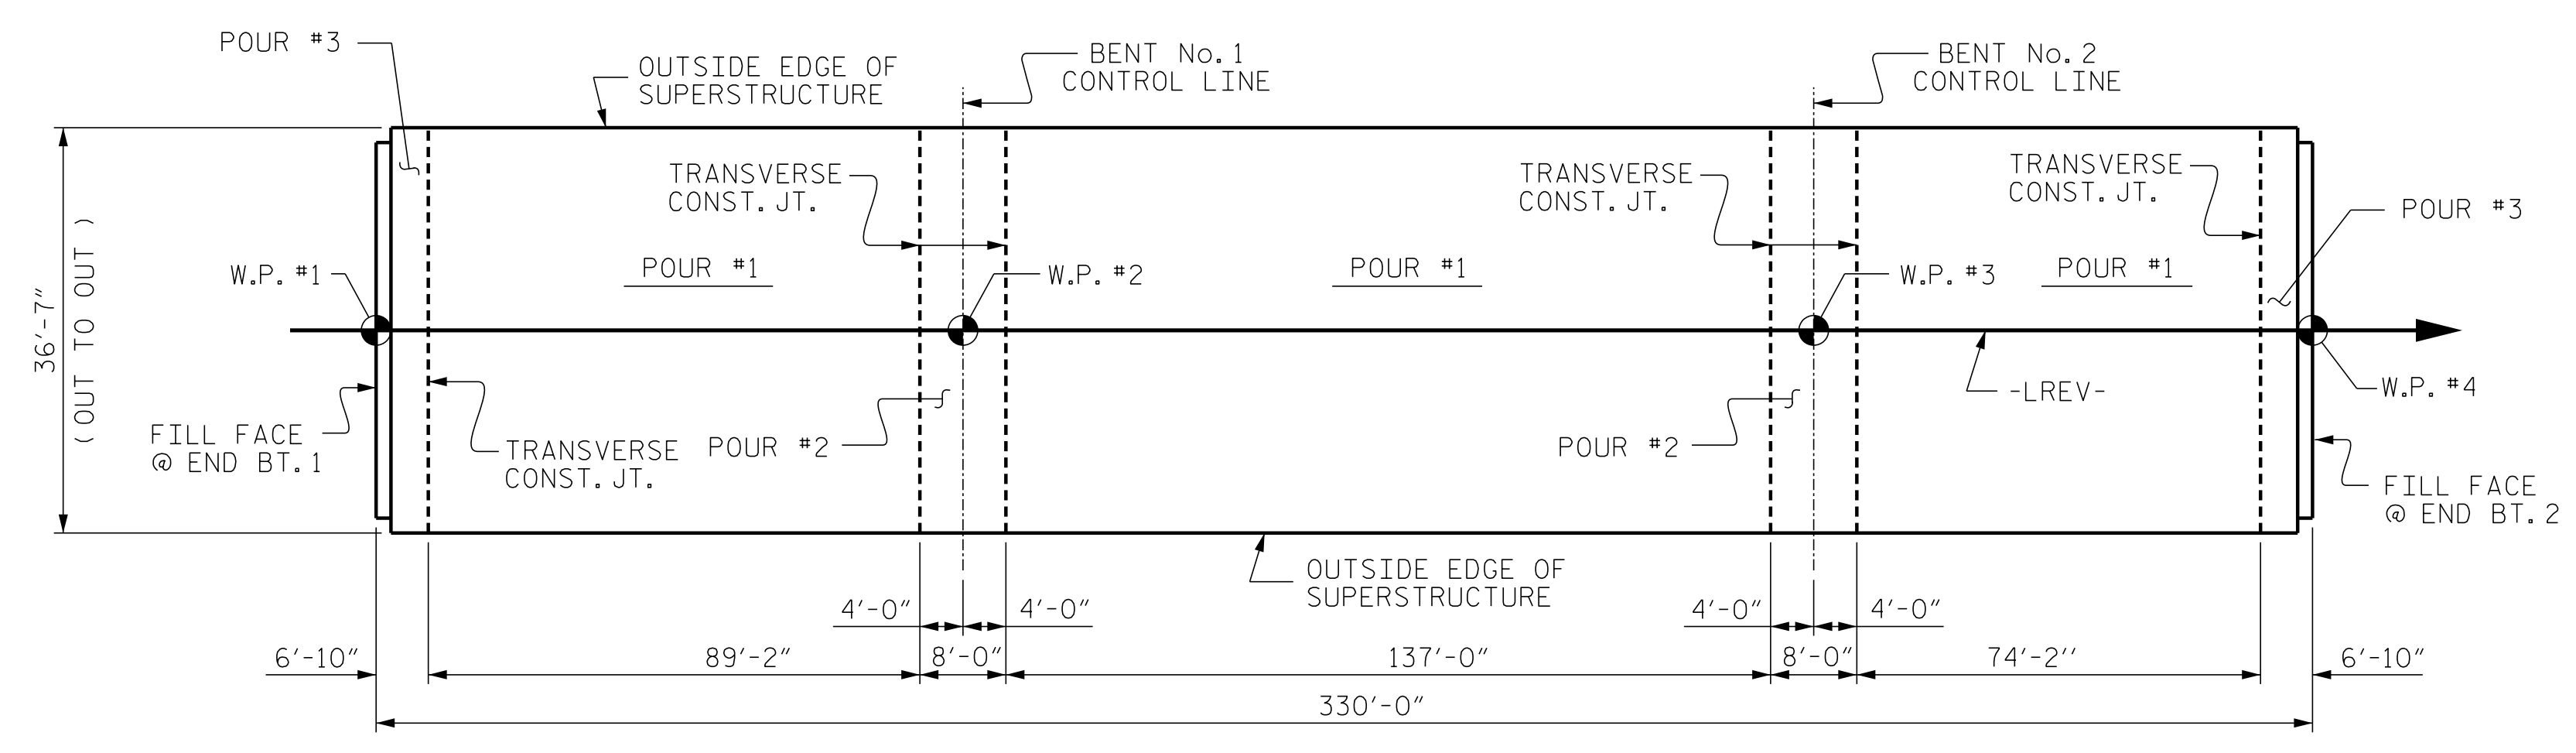 POUR #3
OUTSIDE EDGE OF
SUPERSTRUCTURE
BENT No. 1
CONTROL LINE
BENT No. 2
CONTROL LINE
TRANSVERSE
CONST. JT.
TRANSVERSE
CONST. JT.
TRANSVERSE
CONST. JT.
POUR #3
W.P. #1
POUR #1
W.P. #2
POUR #1
W.P. #3
POUR #1
36'-7"
(OUT TO OUT )
-LREV-
W.P. #4
FILL FACE
@ END BT. 1
TRANSVERSE
CONST. JT.
POUR #2
POUR #2
FILL FACE
@ END BT. 2
OUTSIDE EDGE OF
SUPERSTRUCTURE
4'-0" 4'-0" 4'-0" 4'-0"
6'-10" 89'-2" 8'-0" 137'-0" 8'-0" 74'-2'' 6'-10"
330'-0"